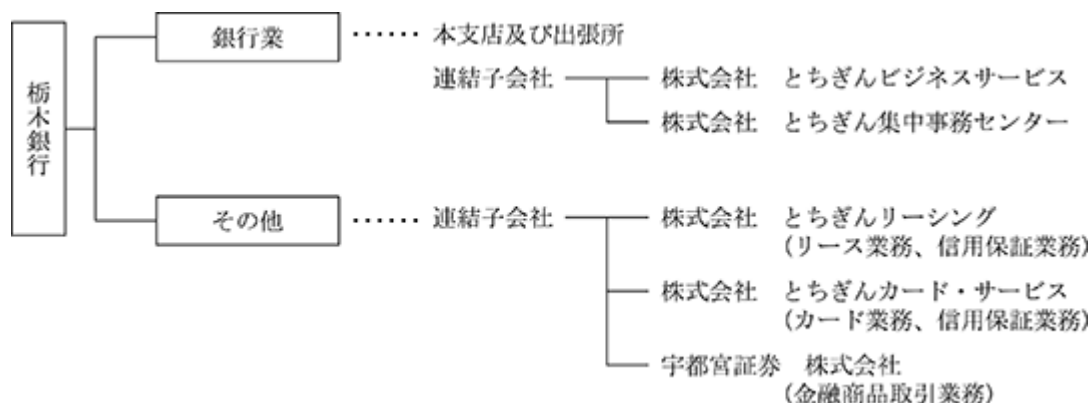 栃木銀行
銀行業 ‥‥‥ 本支店及び出張所
連結子会社 株式会社 とちぎんビジネスサービス
株式会社 とちぎん集中事務センター
その他 ‥‥‥ 連結子会社 株式会社 とちぎんリーシング
(リース業務、信用保証業務)
株式会社 とちぎんカード・サービス
(カード業務、信用保証業務)
宇都宮証券 株式会社
(金融商品取引業務)